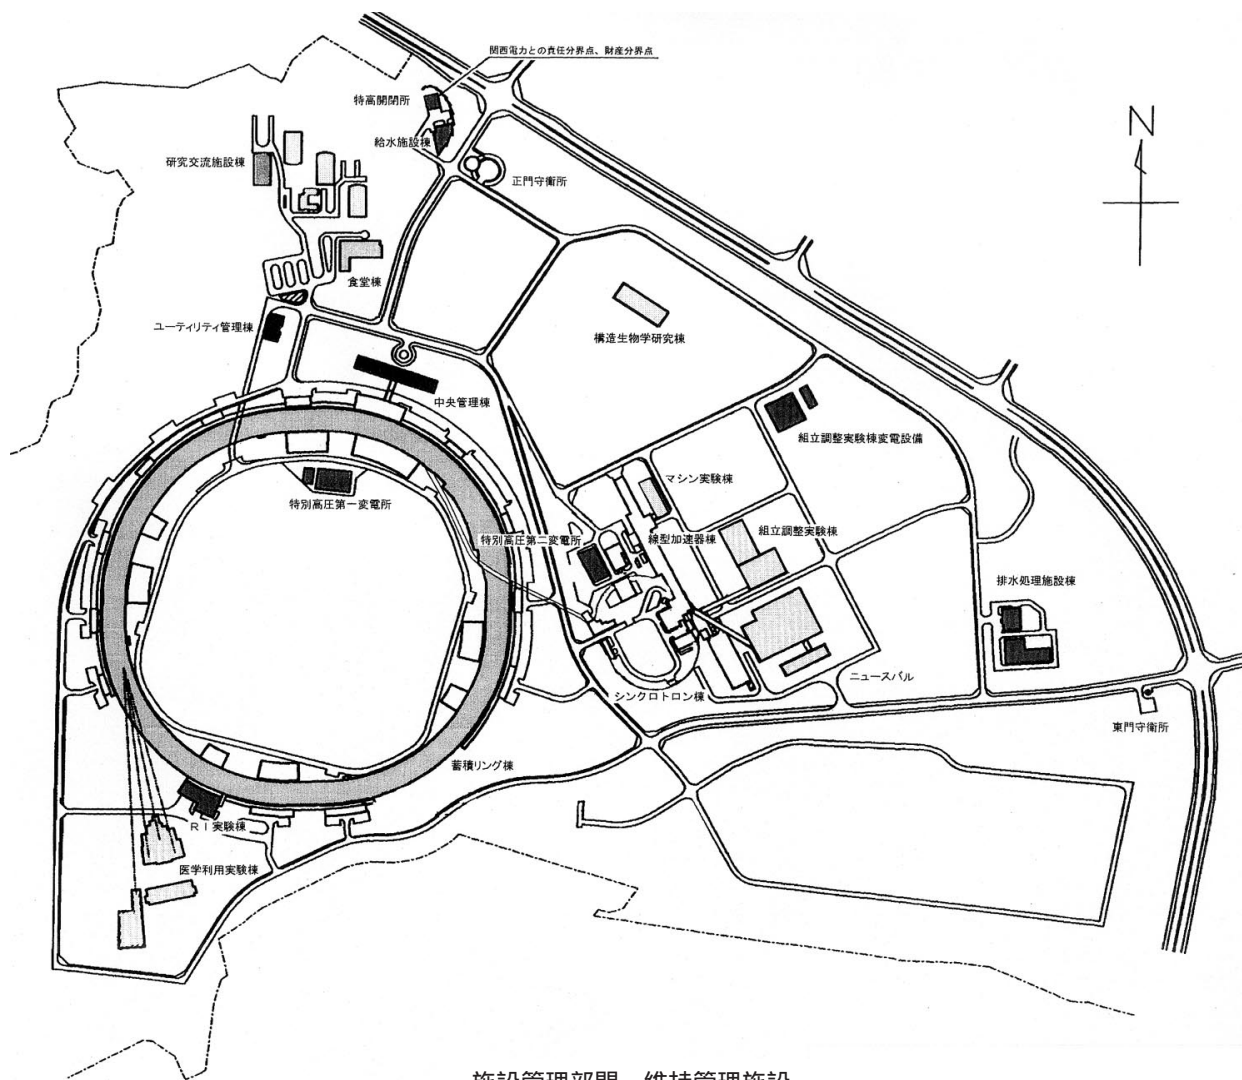 関西電力との責任分界点、財産分界点
特高開閉所
N
給水施設棟
研究交流施設棟
正門守衛所
食堂棟
ユーティリティ管理棟
構造生物学研究棟
中央管理棟
組立調整実験棟変電設備
マシン実験棟
特別高圧第一変電所
組立調整実験棟
特別高圧第二変電所
線型加速器棟
排水処理施設棟
ニュースバル
シンクロトロン棟
東門守衛所
蓄積リング棟
RI実験棟
医学利用実験棟
施設管理部門 維持管理施設